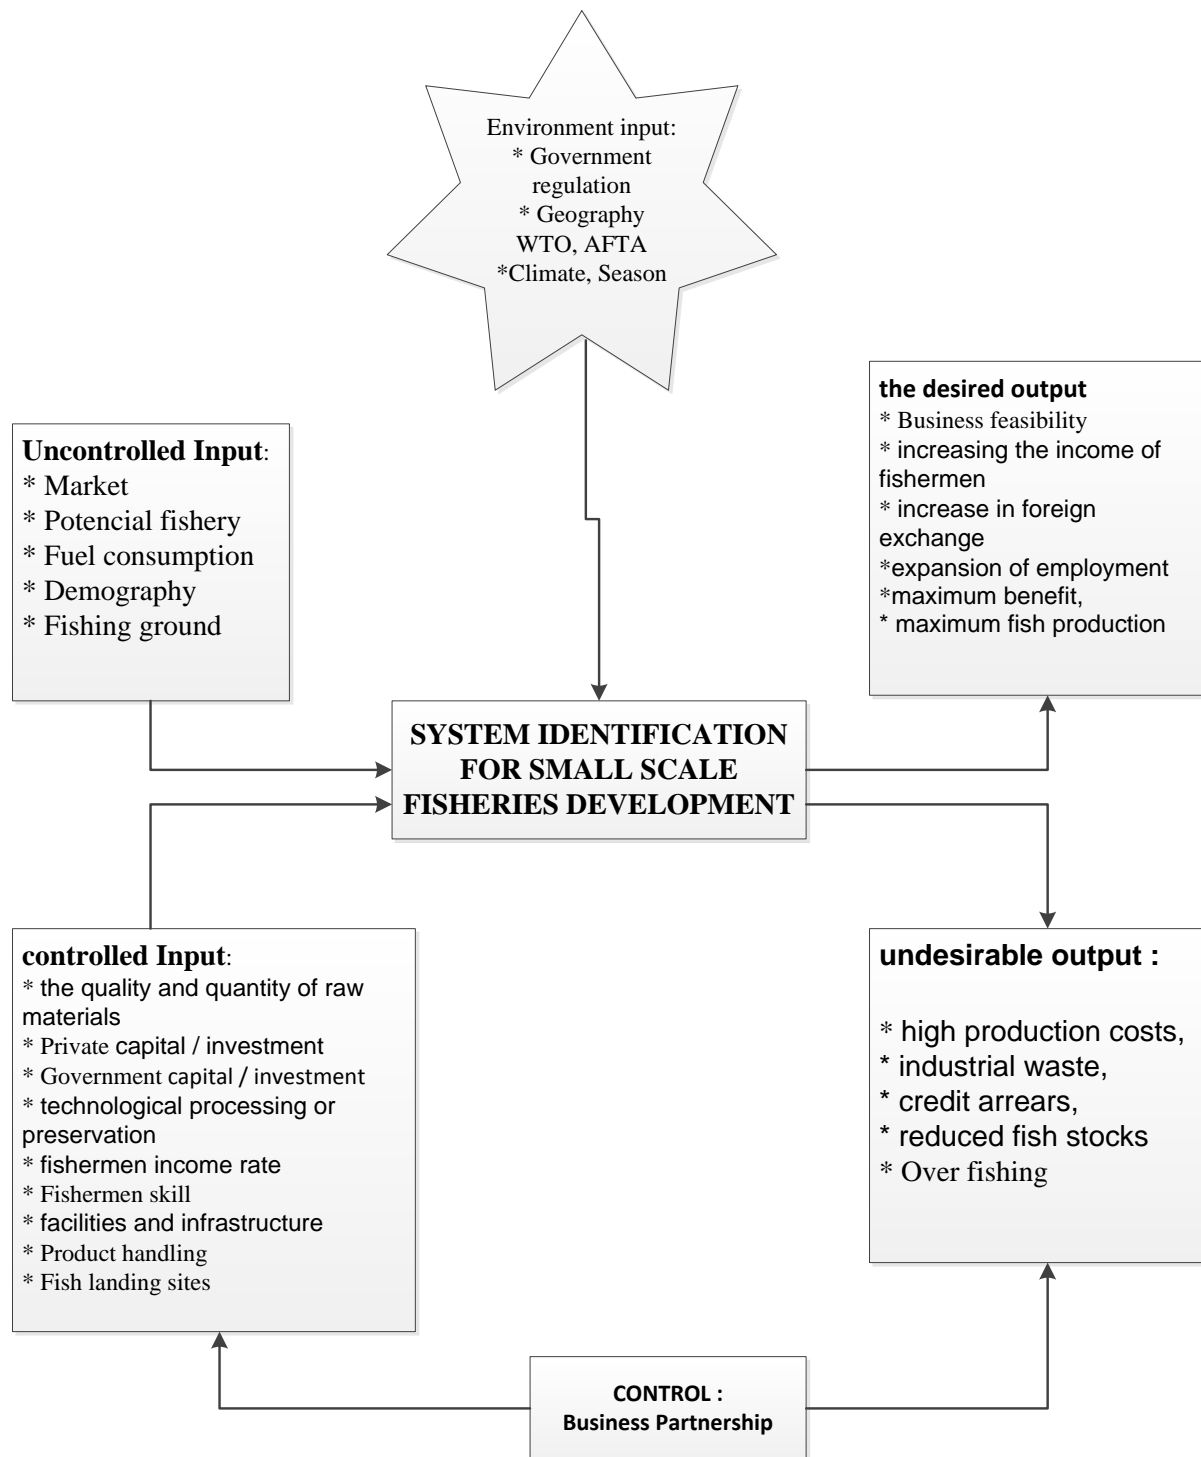 Environment input:
* Government
regulation
* Geography
WTO, AFTA
*Climate, Season
the desired output
* Business feasibility
* increasing the income of
fishermen
* increase in foreign
exchange
*expansion of employment
*maximum benefit,
* maximum fish production
Uncontrolled Input:
* Market
* Potencial fishery
* Fuel consumption
* Demography
* Fishing ground
SYSTEM IDENTIFICATION
FOR SMALL SCALE
FISHERIES DEVELOPMENT
controlled Input:
* the quality and quantity of raw
materials
* Private capital / investment
* Government capital / investment
* technological processing or
preservation
* fishermen income rate
* Fishermen skill
* facilities and infrastructure
* Product handling
* Fish landing sites
undesirable output :
* high production costs,
* industrial waste,
* credit arrears,
* reduced fish stocks
* Over fishing
CONTROL :
Business Partnership